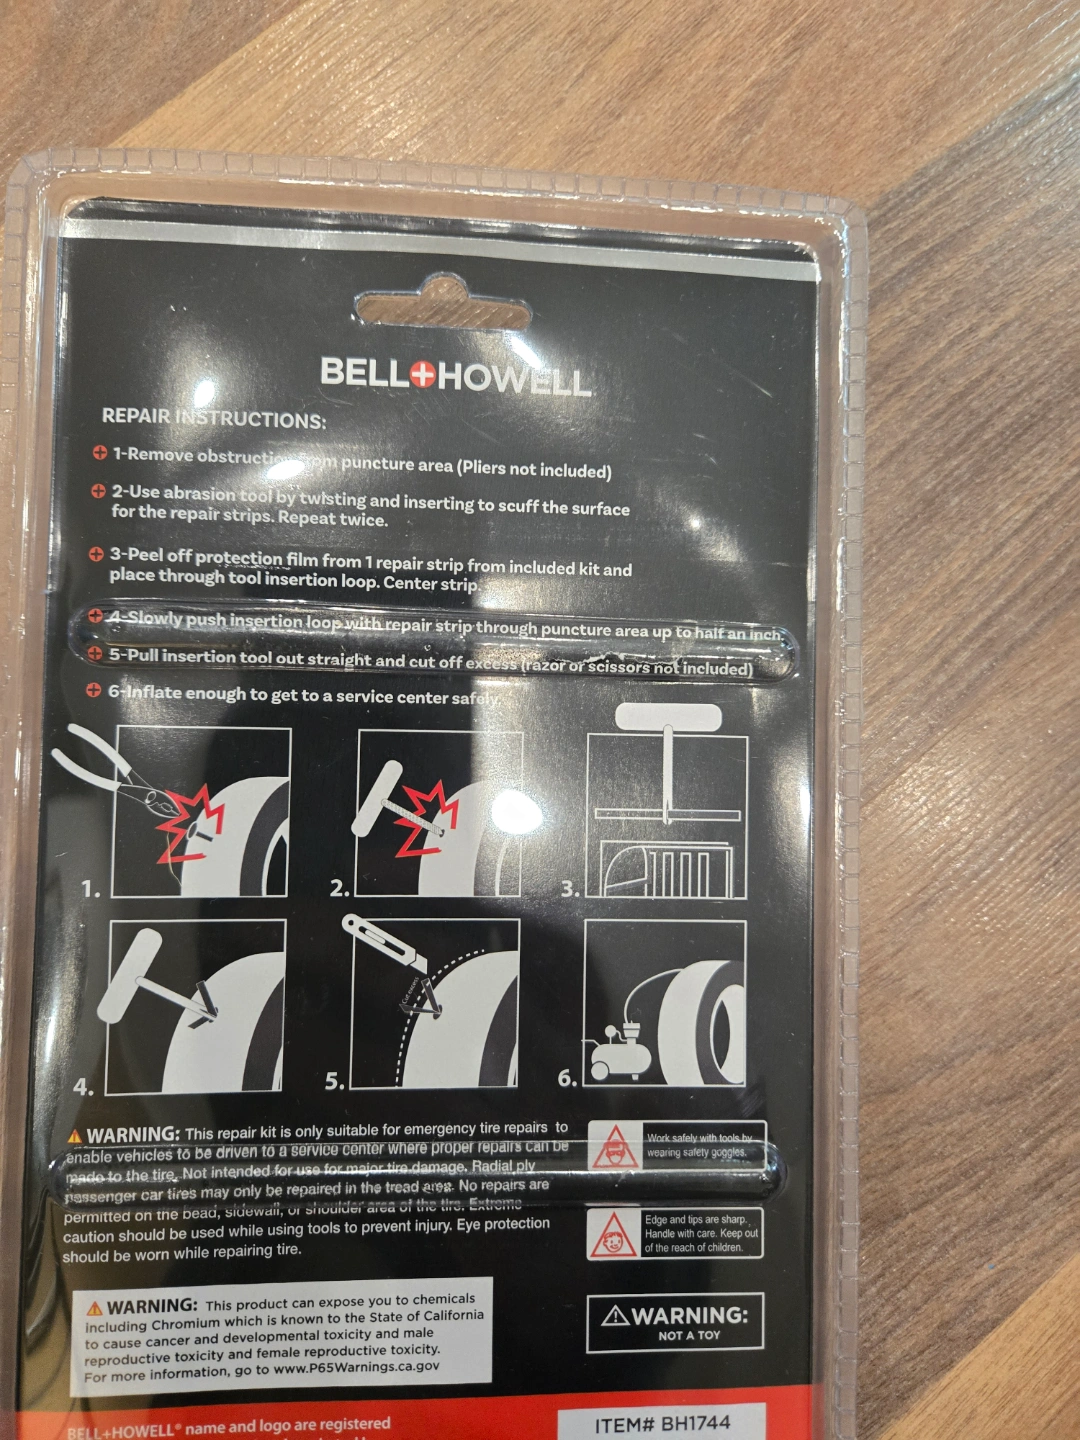 BELL+HOWELL
REPAIR INSTRUCTIONS:
1-Remove obstruction from puncture area (Pliers not included)
2-Use abrasion tool by twisting and inserting to scuff the surface
for the repair strips. Repeat twice.
3-Peel off protection film from 1 repair strip from included kit and
place through tool insertion loop. Center strip.
4-Slowly push insertion loop with repair strip through puncture area up to half an inch.
5-Pull insertion tool out straight and cut off excess (razor or scissors not included)
6-Inflate enough to get to a service center safely.
1.
2.
3.
4.
Cut excess
5.
6.
WARNING: This repair kit is only suitable for emergency tire repairs to
enable vehicles to be driven to a service center where proper repairs can be
made to the tire. Not intended for use for major tire damage. Radial ply
passenger car tires may only be repaired in the tread area. No repairs are
permitted on the bead, sidewall, or shoulder area of the tire. Extreme
caution should be used while using tools to prevent injury. Eye protection
should be worn while repairing tire.
Work safely with tools by
wearing safety goggles.
Edge and tips are sharp.
Handle with care. Keep out
of the reach of children.
WARNING: This product can expose you to chemicals
including Chromium which is known to the State of California
to cause cancer and developmental toxicity and male
reproductive toxicity and female reproductive toxicity.
For more information, go to www.P65Warnings.ca.gov
WARNING:
NOT A TOY
BELL+HOWELL® name and logo are registered
ITEM# BH1744